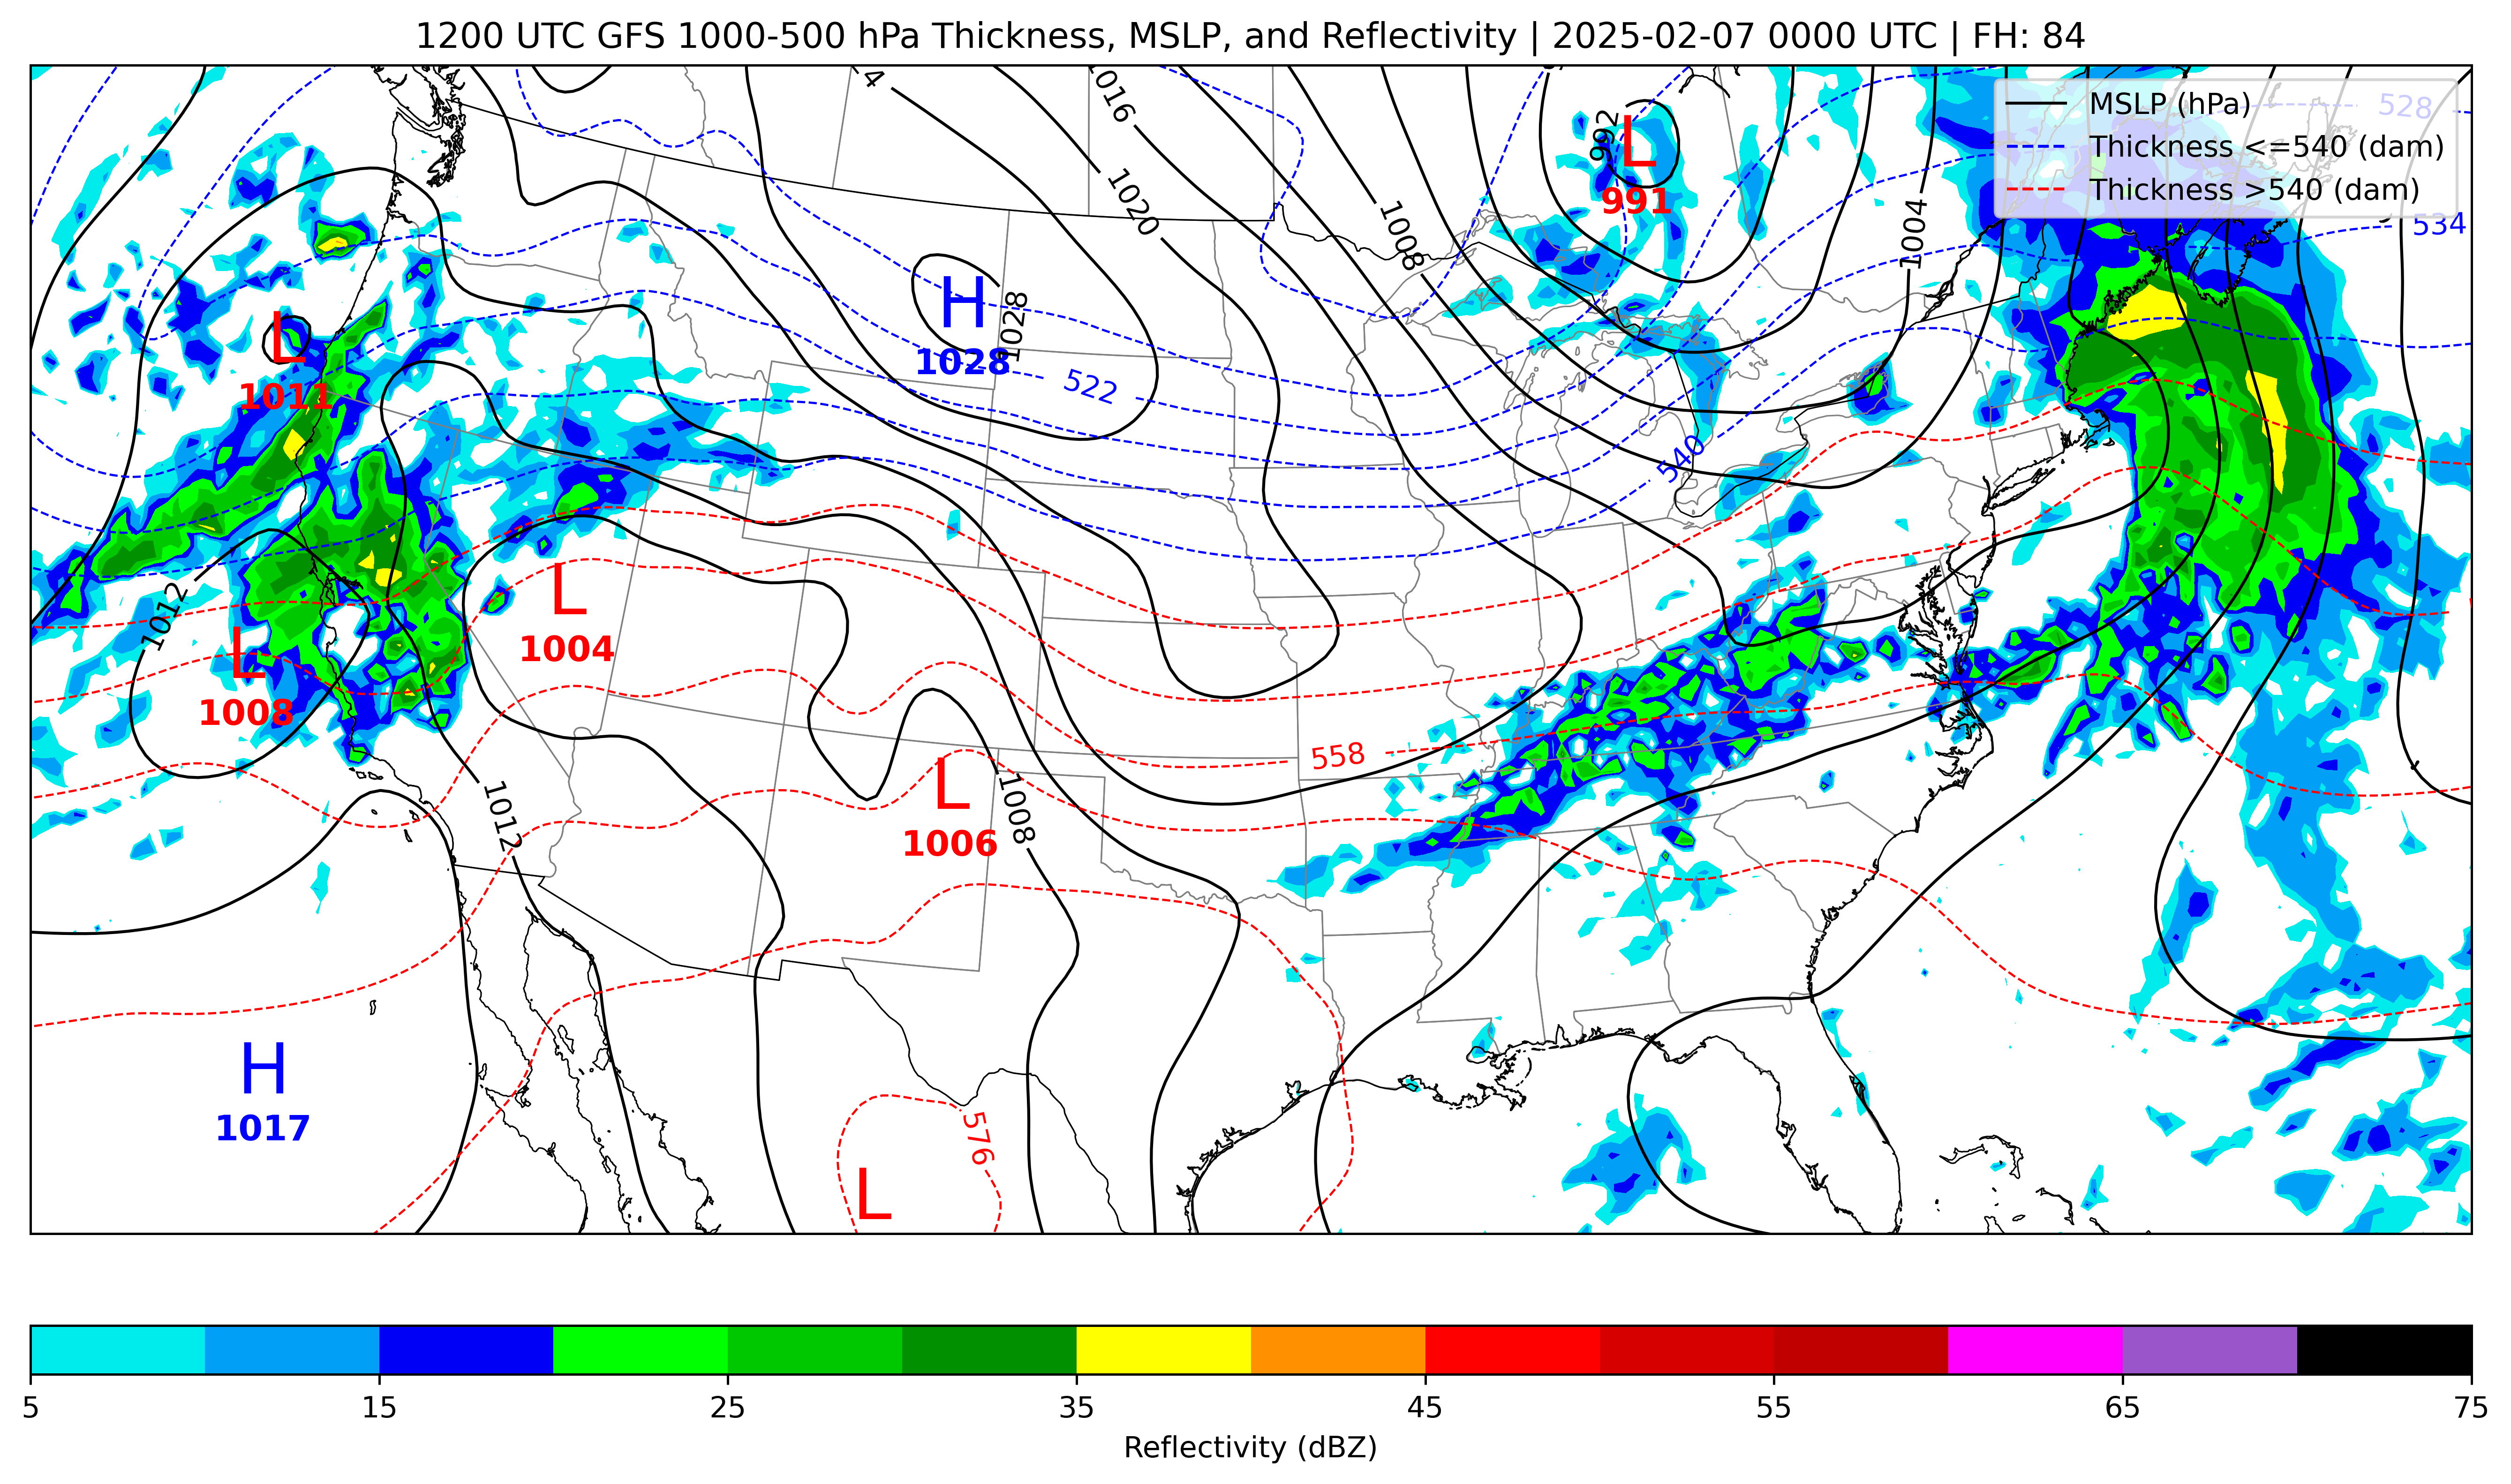 1200 UTC GFS 1000-500 hPa Thickness, MSLP, and Reflectivity | 2025-02-07 0000 UTC | FH: 84
MSLP (hPa)
Thickness <=540 (dam)
Thickness >540 (dam)
528
534
4
1016
1020
1008
992
L
991
1004
H
1028
1028
522
540
L
1011
1012
L
1008
L
1004
558
L
1006
1012
1008
H
1017
576
L
5
15
25
35
45
55
65
75
Reflectivity (dBZ)